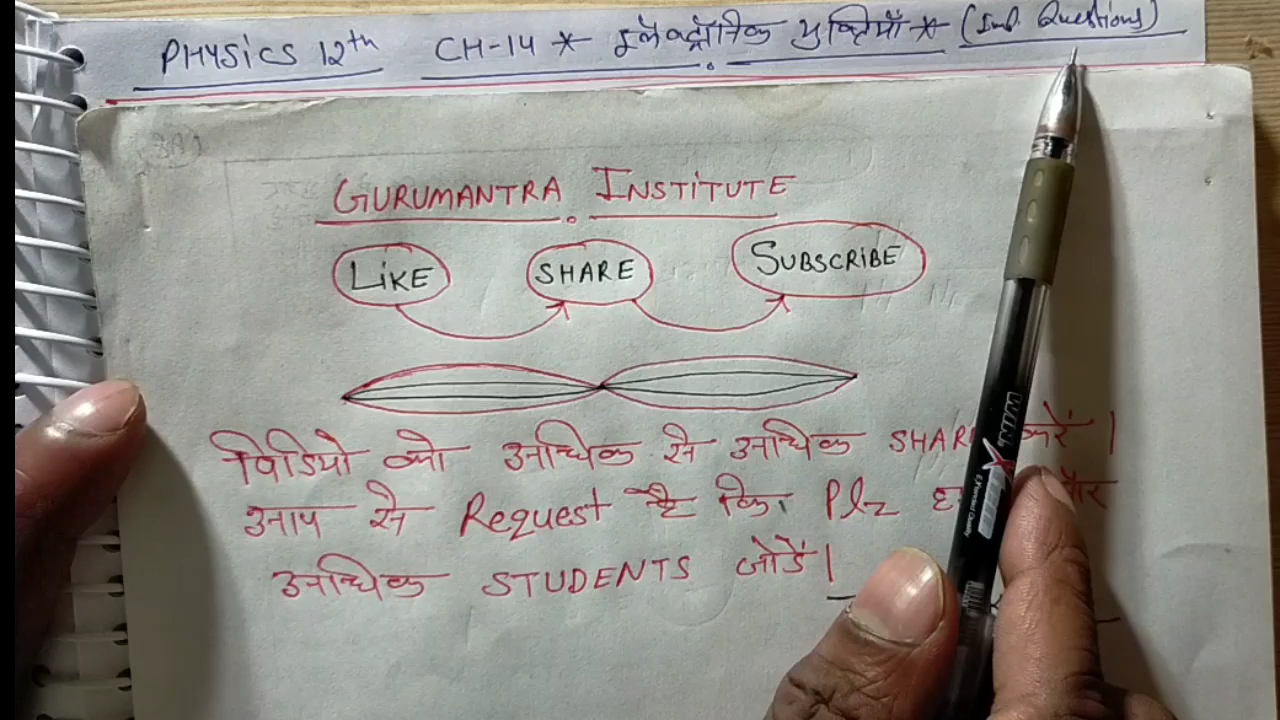 PHYSICS 12th CH-14 * इलेक्ट्रॉनिक युक्तियाँ * (Imp. Questions)
GURUMANTRA INSTITUTE
LIKE SHARE SUBSCRIBE
विडियो को अधिक से अधिक SHAR करें।
आप से Request है कि Plz
अधिक STUDENTS जोडें।